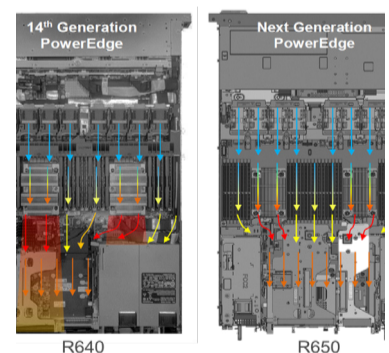 14th Generation
PowerEdge
Next Generation
PowerEdge
R640
R650